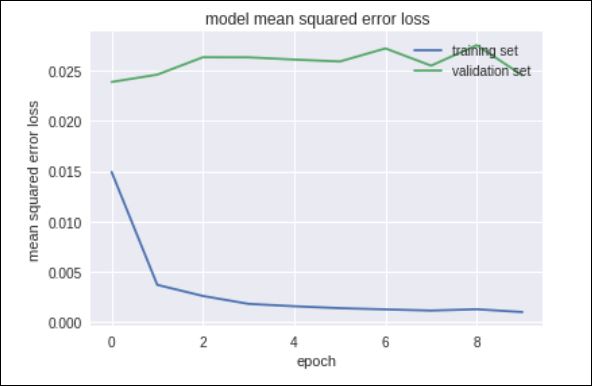 model mean squared error loss
training set
validation set
0.025
0.020
0.015
0.010
0.005
0.000
mean squared error loss
0 2 4 6 8
epoch